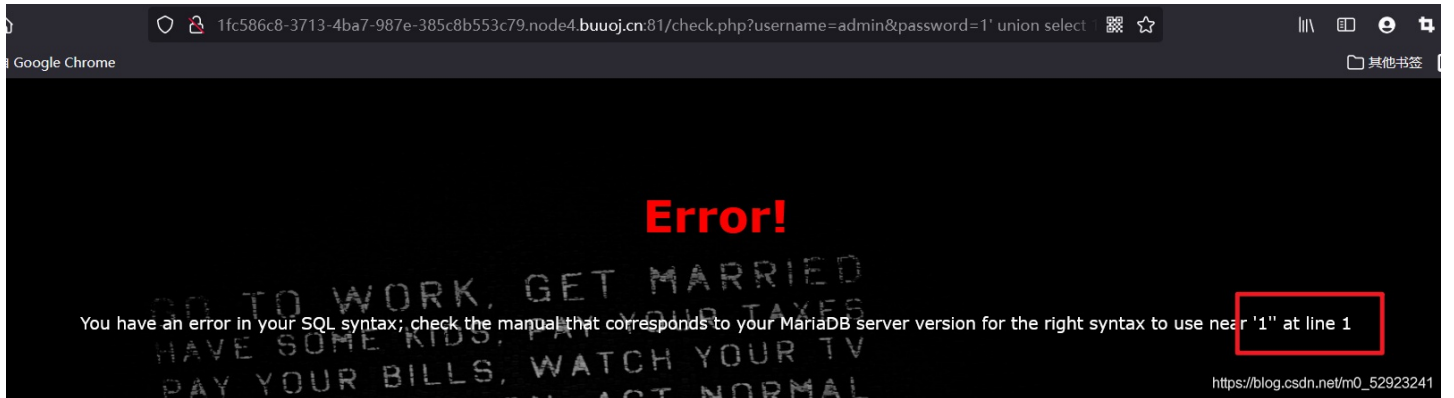 1fc586c8-3713-4ba7-987e-385c8b553c79.node4.buuoj.cn:81/check.php?username=admin&password=1' union select
Google Chrome
其他书签
Error!
GO TO WORK, GET MARRIED
You have an error in your SQL syntax; check the manual that corresponds to your MariaDB server version for the right syntax to use near '1'' at line 1
HAVE SOME KIDS, PAY YOUR TAXES
PAY YOUR BILLS, WATCH YOUR TV
ACT NORMAL
https://blog.csdn.net/m0_52923241